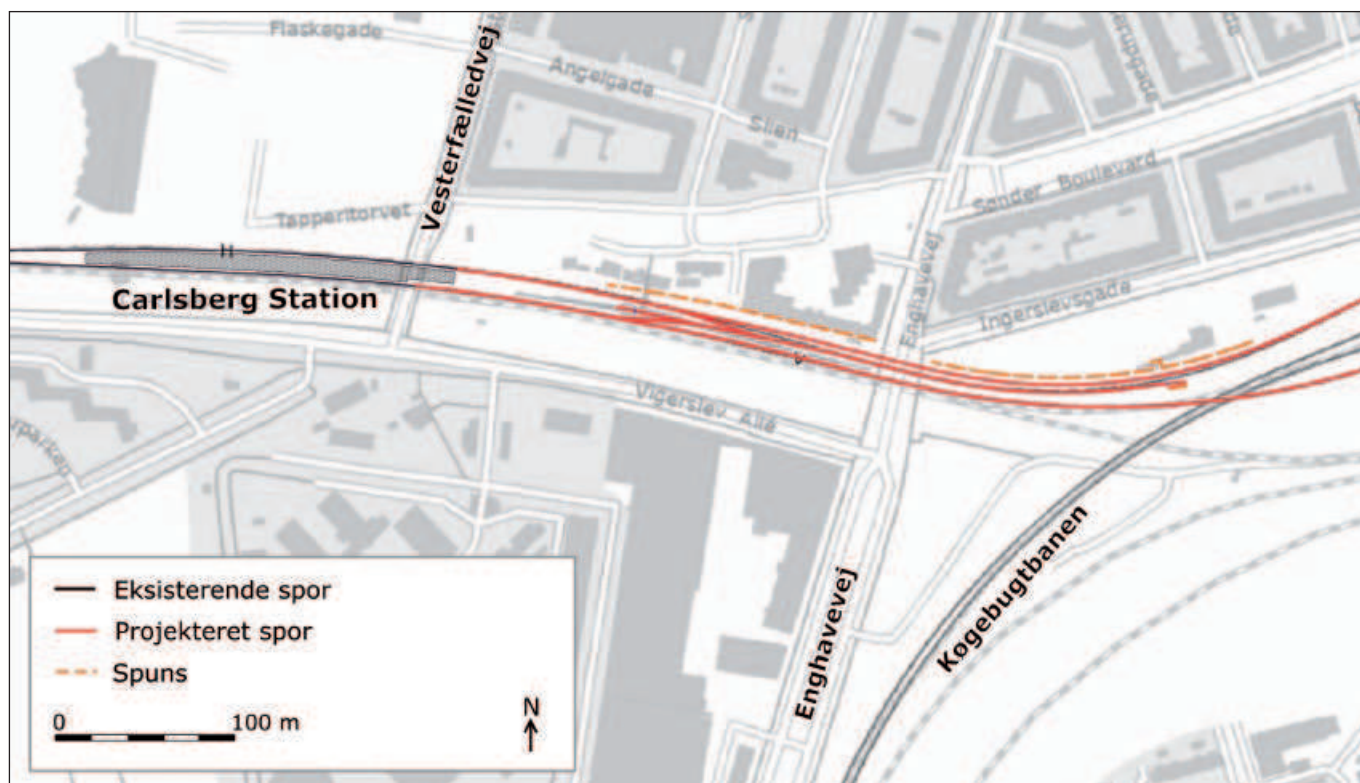 Flaskegade
Vesterfælledvej
Angelgade
Slien
Sønder Boulevard
Tapperitorvet
H
Carlsberg Station
Enghavevej
Ingerslevsgade
Vigerslev Allé
Enghavevej
Køgebugtbanen
Eksisterende spor
Projekteret spor
Spuns
0 100 m
N